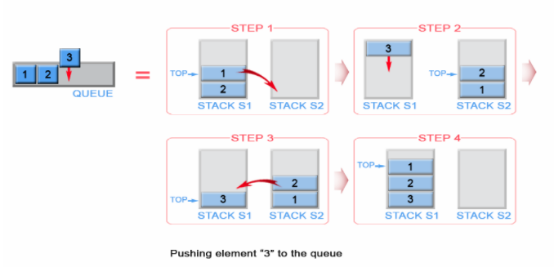 3
1 2
QUEUE
=
STEP 1
TOP
1
2
STACK S1 STACK S2
STEP 2
3
TOP
2
1
STACK S1 STACK S2
STEP 3
2
TOP
3 1
STACK S1 STACK S2
STEP 4
TOP
1
2
3
STACK S1 STACK S2
Pushing element "3" to the queue